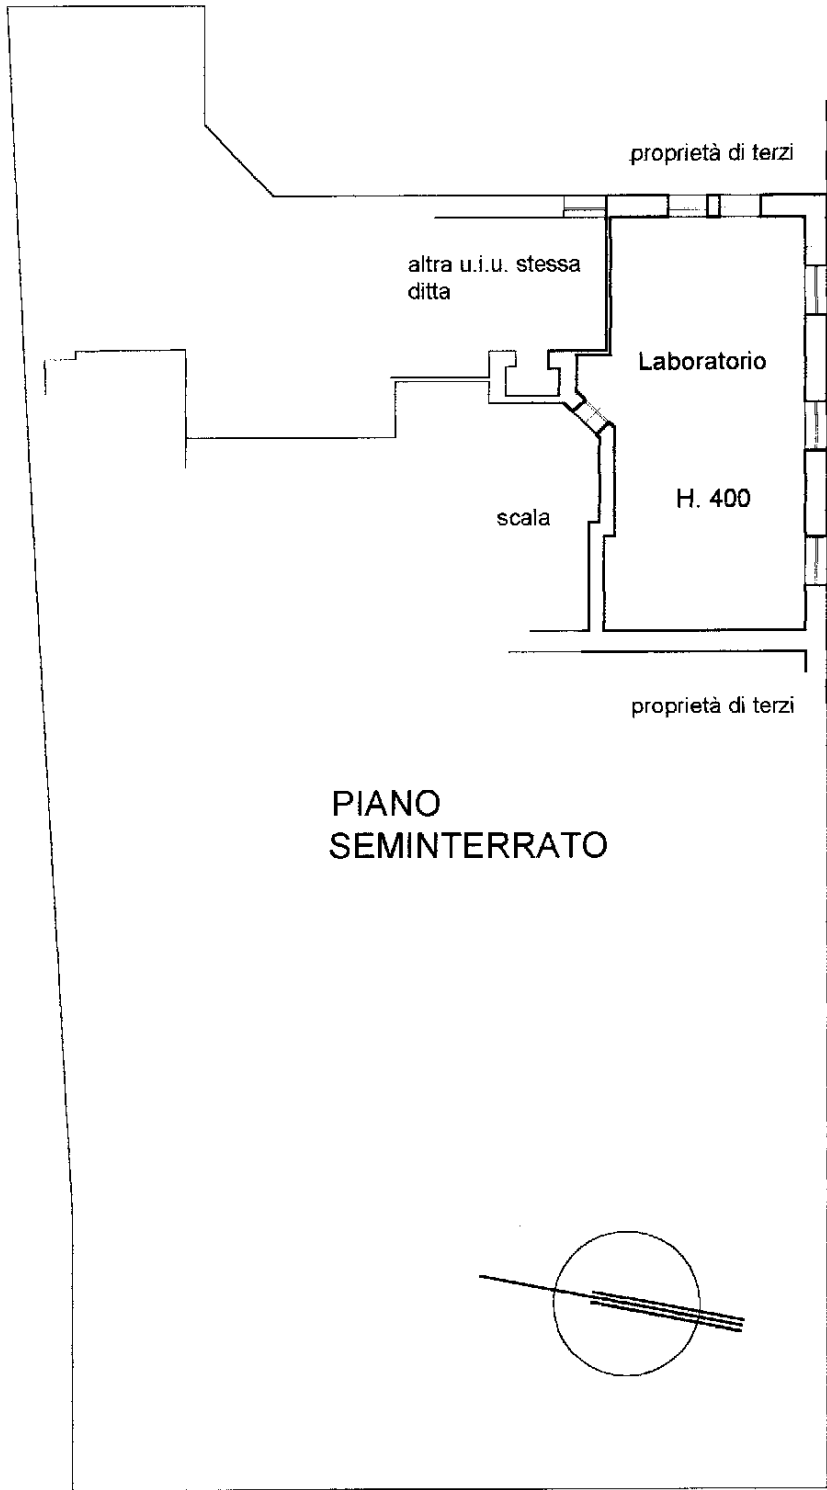 proprietà di terzi
altra u.i.u. stessa
ditta
Laboratorio
H. 400
scala
proprietà di terzi
PIANO
SEMINTERRATO